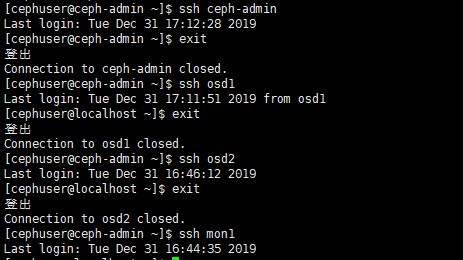 [cephuser@ceph-admin ~]$ ssh ceph-admin
Last login: Tue Dec 31 17:12:28 2019
[cephuser@ceph-admin ~]$ exit
登出
Connection to ceph-admin closed.
[cephuser@ceph-admin ~]$ ssh osd1
Last login: Tue Dec 31 17:11:51 2019 from osd1
[cephuser@localhost ~]$ exit
登出
Connection to osd1 closed.
[cephuser@ceph-admin ~]$ ssh osd2
Last login: Tue Dec 31 16:46:12 2019
[cephuser@localhost ~]$ exit
登出
Connection to osd2 closed.
[cephuser@ceph-admin ~]$ ssh mon1
Last login: Tue Dec 31 16:44:35 2019